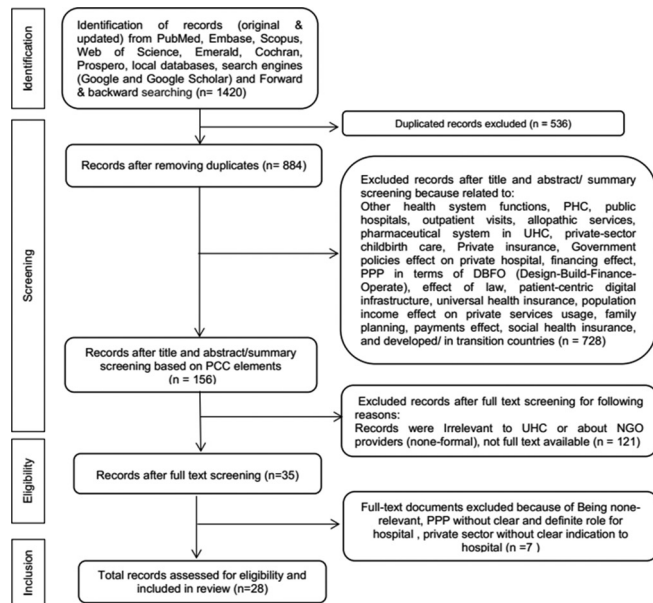 Identification
Identification of records (original &
updated) from PubMed, Embase, Scopus,
Web of Science, Emerald, Cochran,
Prospero, local databases, search engines
(Google and Google Scholar) and Forward
& backward searching (n= 1420)
Duplicated records excluded (n = 536)
Screening
Records after removing duplicates (n= 884)
Excluded records after title and abstract/ summary
screening because related to:
Other health system functions, PHC, public
hospitals, outpatient visits, allopathic services,
pharmaceutical system in UHC, private-sector
childbirth care, Private insurance, Government
policies effect on private hospital, financing effect,
PPP in terms of DBFO (Design-Build-Finance-
Operate), effect of law, patient-centric digital
infrastructure, universal health insurance, population
income effect on private services usage, family
planning, payments effect, social health insurance,
and developed/ in transition countries (n = 728)
Records after title and abstract/summary
screening based on PCC elements
(n = 156)
Excluded records after full text screening for following
reasons:
Records were Irrelevant to UHC or about NGO
providers (none-formal), not full text available (n = 121)
Eligibility
Records after full text screening (n=35)
Full-text documents excluded because of Being none-
relevant, PPP without clear and definite role for
hospital , private sector without clear indication to
hospital (n =7 )
Inclusion
Total records assessed for eligibility and
included in review (n=28)